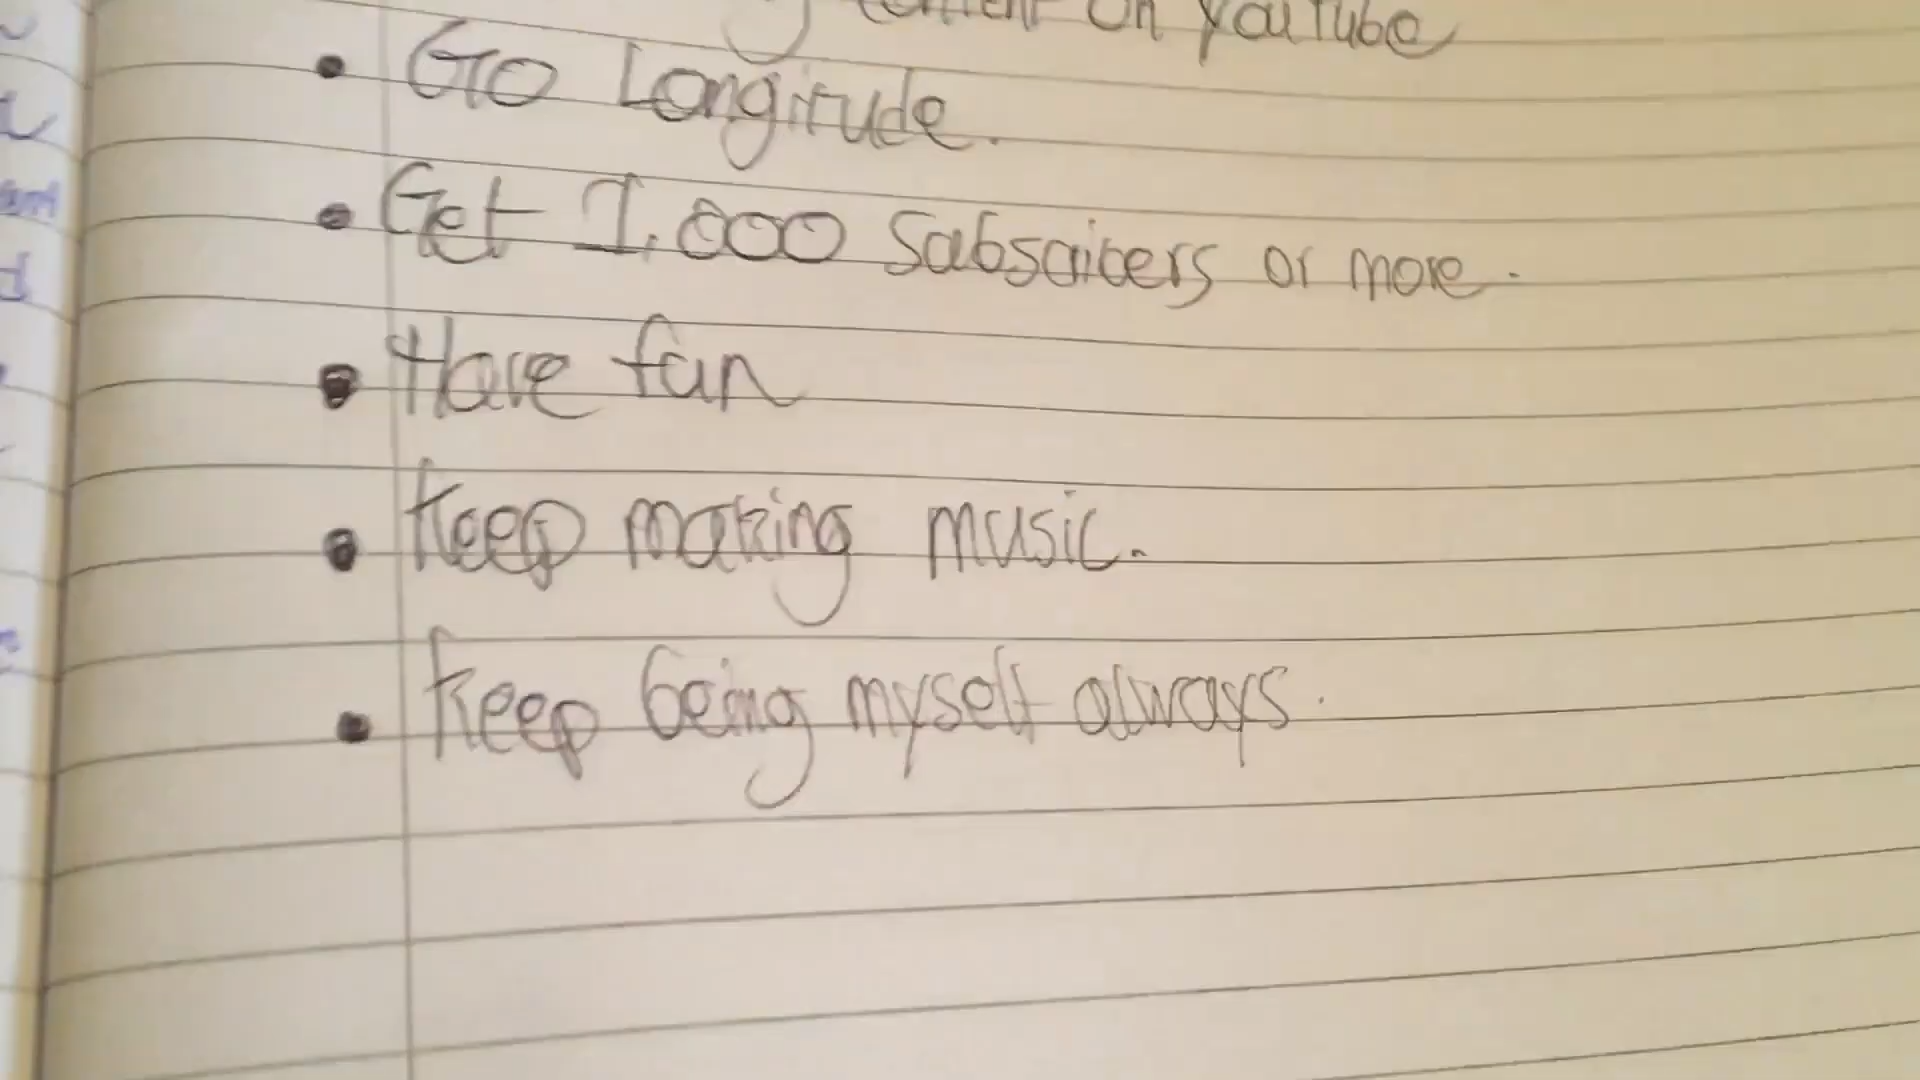 content on YouTube
• Go Longitude.
• Get 1.000 Sabscribers or more.
• Have fun
• Keep making music.
• Keep being myself always.